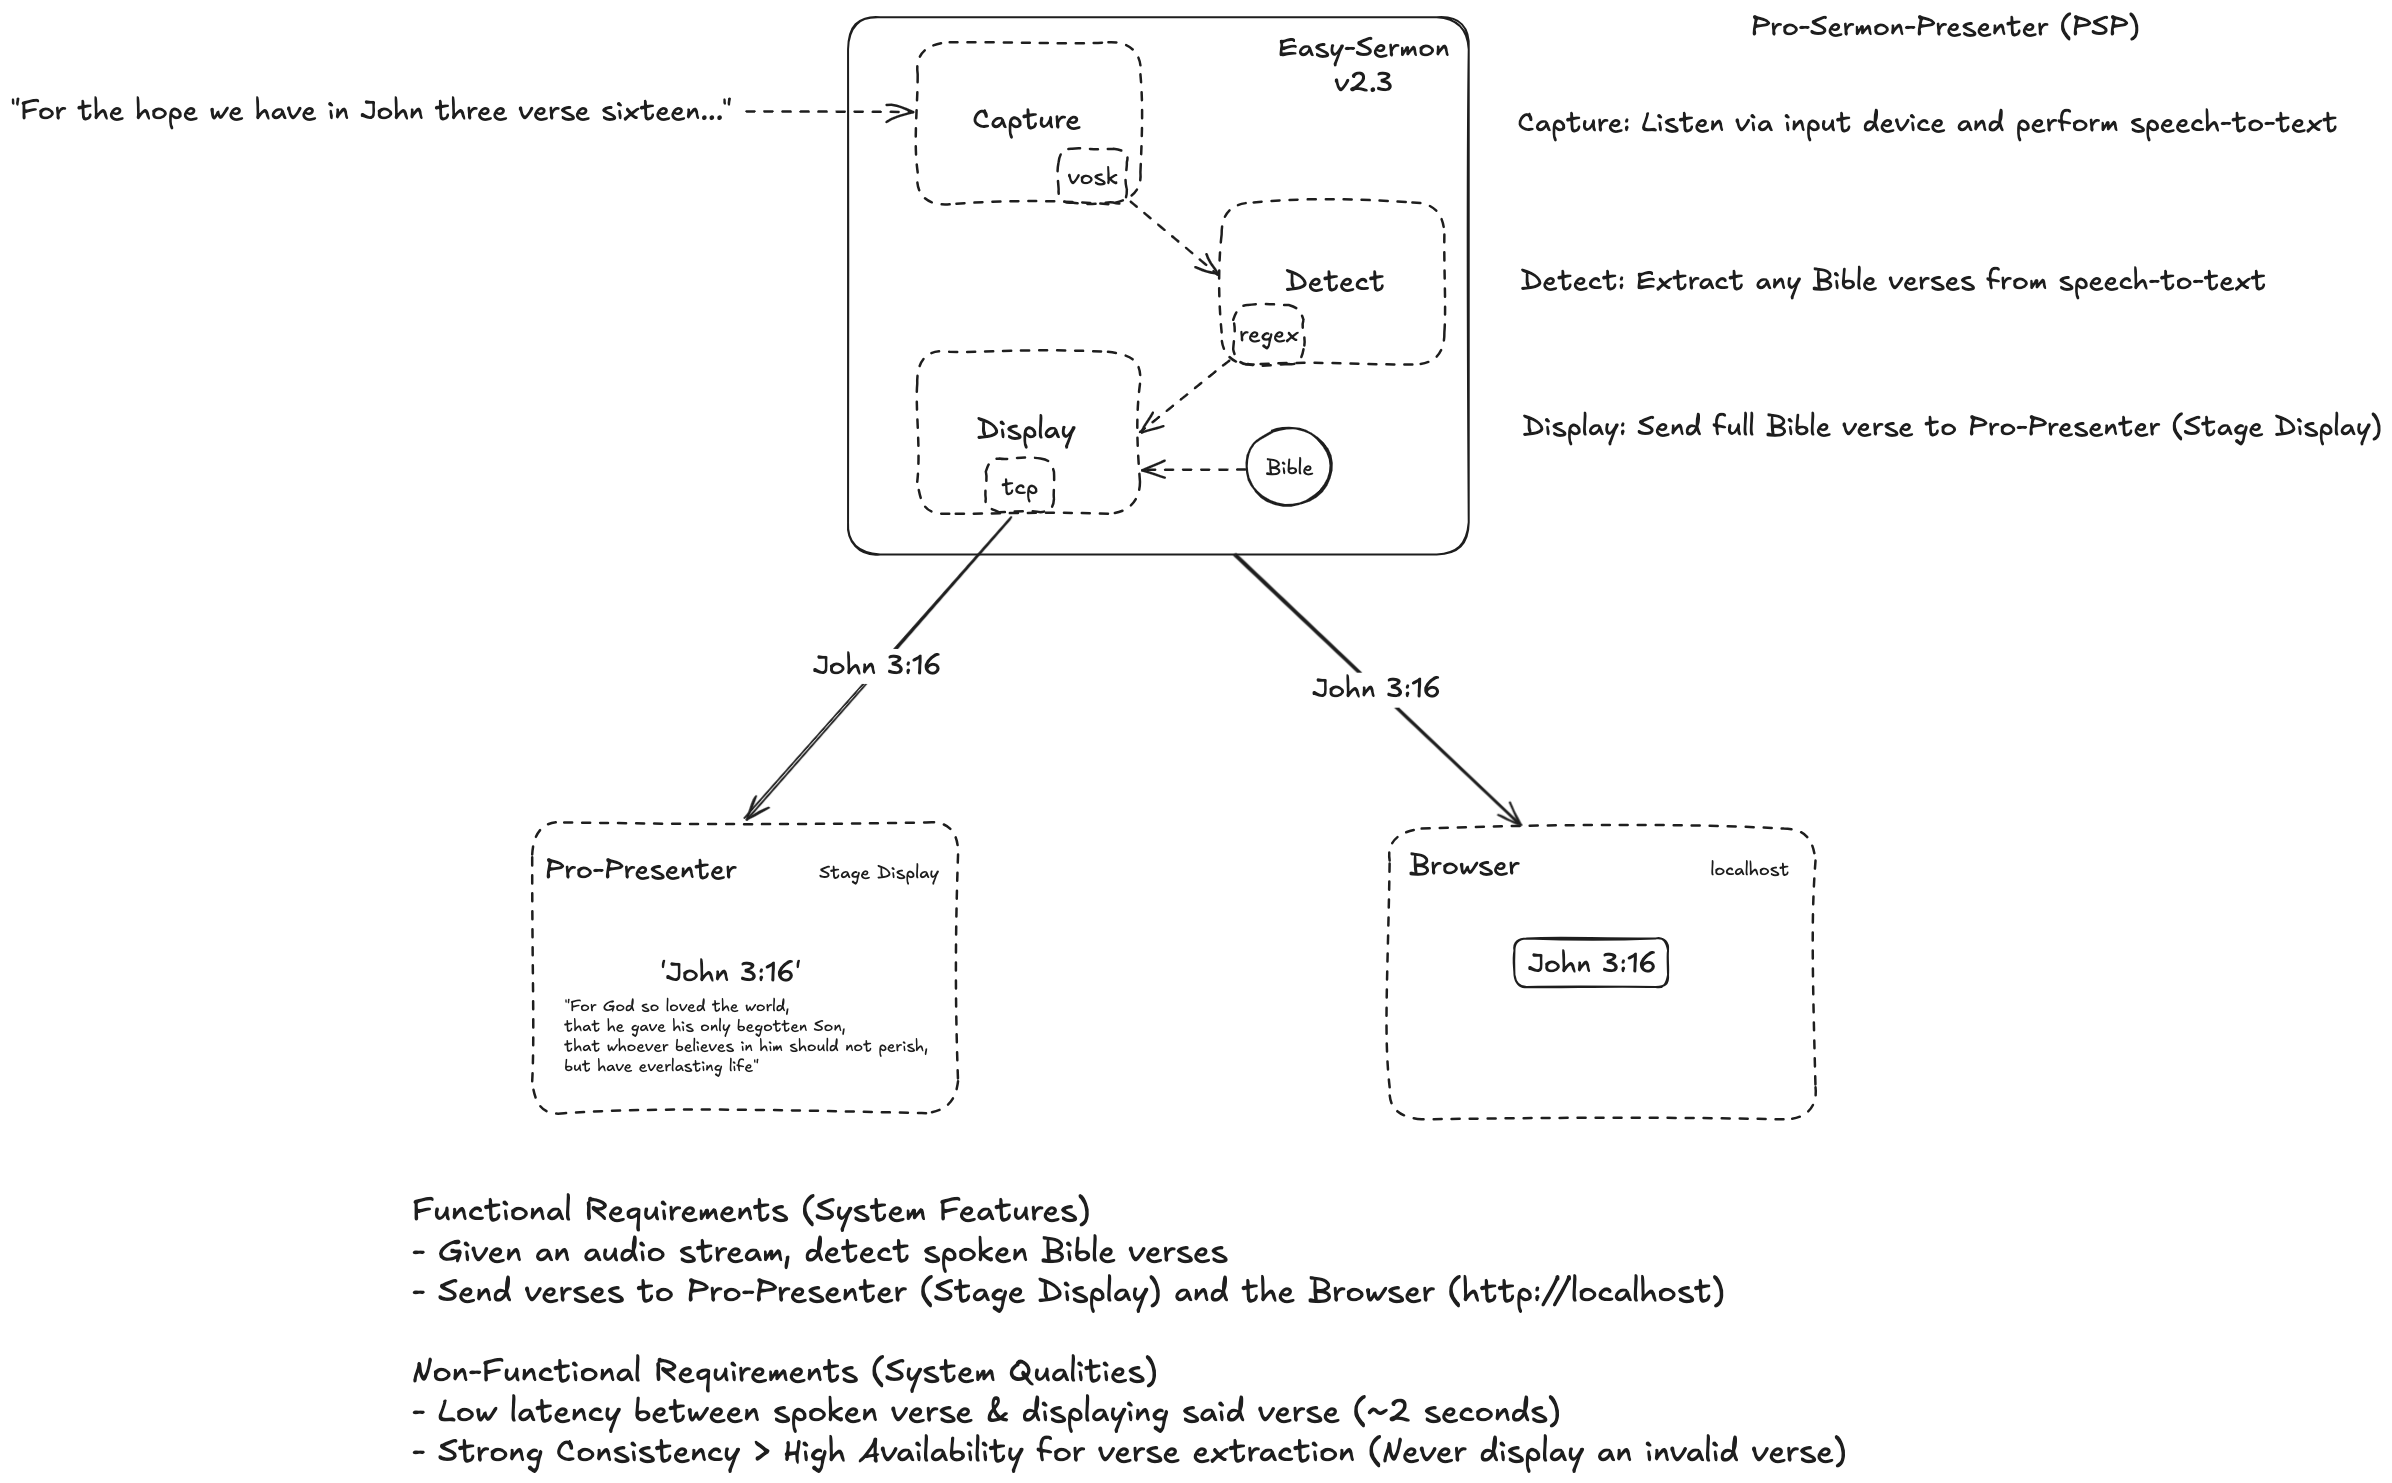 Pro-Sermon-Presenter (PSP)
Easy-Sermon
v2.3
"For the hope we have in John three verse sixteen..."
Capture
vosk
Capture: Listen via input device and perform speech-to-text
Detect
regex
Detect: Extract any Bible verses from speech-to-text
Display
tcp
Bible
Display: Send full Bible verse to Pro-Presenter (Stage Display)
John 3:16
John 3:16
Pro-Presenter
Stage Display
'John 3:16'
"For God so loved the world,
that he gave his only begotten Son,
that whoever believes in him should not perish,
but have everlasting life"
Browser
localhost
John 3:16
Functional Requirements (System Features)
- Given an audio stream, detect spoken Bible verses
- Send verses to Pro-Presenter (Stage Display) and the Browser (http://localhost)
Non-Functional Requirements (System Qualities)
- Low latency between spoken verse & displaying said verse (~2 seconds)
- Strong Consistency > High Availability for verse extraction (Never display an invalid verse)